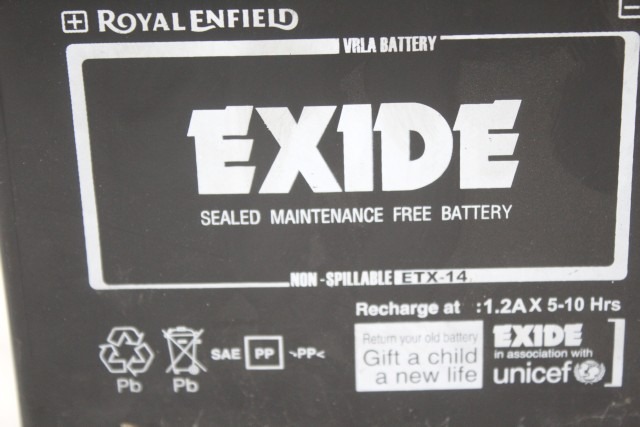 + ROYAL ENFIELD −
VRLA BATTERY
EXIDE
SEALED MAINTENANCE FREE BATTERY
NON - SPILLABLE ETX-14
Recharge at : 1.2A X 5-10 Hrs
Return your old battery
Gift a child
a new life
EXIDE
in association with
unicef
Pb
Pb
SAE PP >PP<